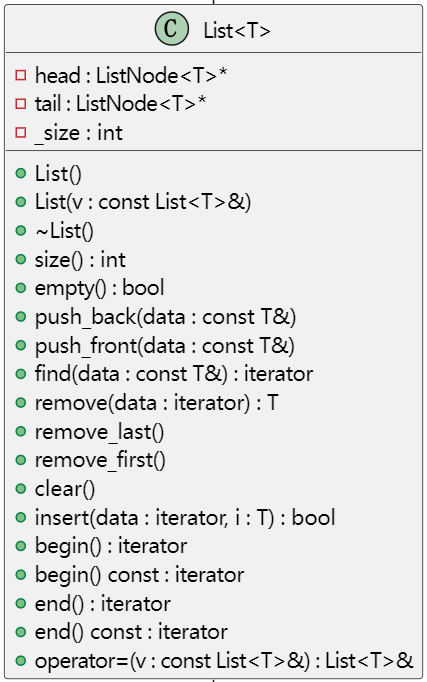 C List<T>
head : ListNode<T>*
tail : ListNode<T>*
_size : int
List()
List(v : const List<T>&)
~List()
size() : int
empty() : bool
push_back(data : const T&)
push_front(data : const T&)
find(data : const T&) : iterator
remove(data : iterator) : T
remove_last()
remove_first()
clear()
insert(data : iterator, i : T) : bool
begin() : iterator
begin() const : iterator
end() : iterator
end() const : iterator
operator=(v : const List<T>&) : List<T>&